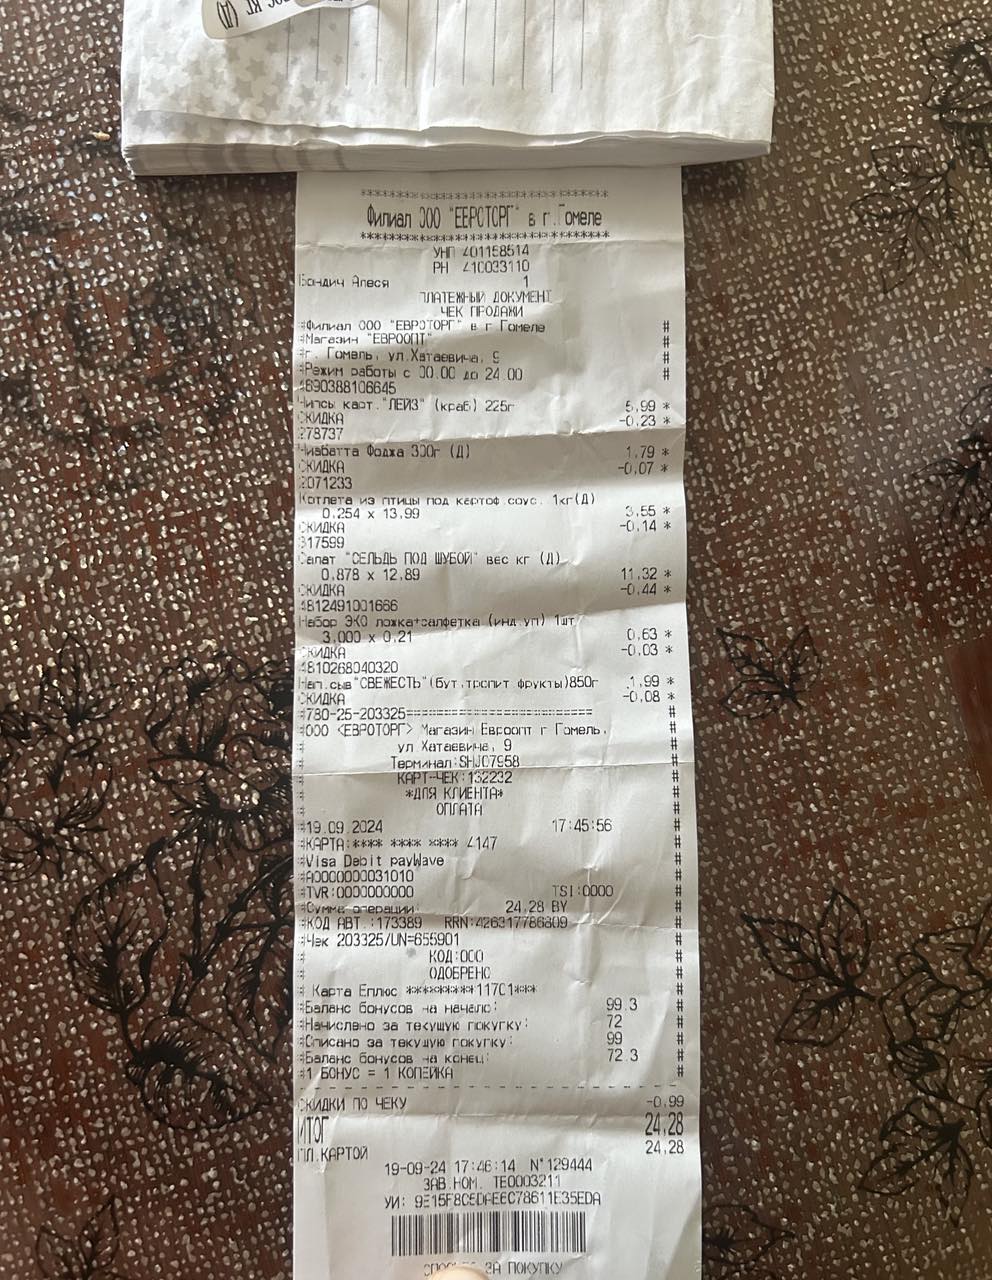 ****************************
Филиал ООО "ЕВРОТОРГ" в г.Гомеле
****************************
УНП 401158514
РН 410033110
Бондич Алеся 1
ПЛАТЕЖНЫЙ ДОКУМЕНТ
ЧЕК ПРОДАЖИ
#Филиал ООО "ЕВРОТОРГ" в г Гомеле #
#Магазин "ЕВРООПТ" #
#г. Гомель, ул.Хатаевича, 9 #
#Режим работы с 00.00 до 24.00 #
4690388106645
Чипсы карт."ЛЕЙЗ" (краб) 225г 5.99 *
СКИДКА -0.23 *
278737
Чиабатта Фоджа 300г (Д) 1.79 *
СКИДКА -0.07 *
2071233
Котлета из птицы под картоф.соус. 1кг(Д)
0.254 x 13.99 3.55 *
СКИДКА -0.14 *
317599
Салат "СЕЛЬДЬ ПОД ШУБОЙ" вес кг (Д)
0.878 x 12.89 11.32 *
СКИДКА -0.44 *
4812491001666
Набор ЭКО ложка+салфетка (инд.уп) 1шт
3.000 x 0.21 0.63 *
СКИДКА -0.03 *
4810268040320
Нап.сыв"СВЕЖЕСТЬ"(бут,тропит фрукты)850г 1.99 *
СКИДКА -0.08 *
#780-25-203325========================= #
#ООО <ЕВРОТОРГ> Магазин Евроопт г Гомель, #
# ул Хатаевича, 9 #
# Терминал:SHJ07958 #
# КАРТ-ЧЕК:132232 #
# *ДЛЯ КЛИЕНТА* #
# ОПЛАТА #
#19.09.2024 17:45:56 #
#КАРТА:**** **** **** 4147 #
#Visa Debit payWave #
#A0000000031010 #
#TVR:0000000000 TSI:0000 #
#Сумма операции: 24.28 BY #
#КОД АВТ.:173389 RRN:426317786809 #
#Чек 203325/UN=655901 #
# КОД:000 #
# ОДОБРЕНО #
# Карта Еплюс *********11701*** #
#Баланс бонусов на начало: 99.3 #
#Начислено за текущую покупку: 72 #
#Списано за текущую покупку: 99 #
#Баланс бонусов на конец: 72.3 #
#1 БОНУС = 1 КОПЕЙКА #
СКИДКИ ПО ЧЕКУ -0.99
ИТОГ 24.28
ПЛ.КАРТОЙ 24.28
19-09-24 17:46:14 N°129444
ЗАВ.НОМ. TE0003211
УИ:
ЗА ПОКУПКУ